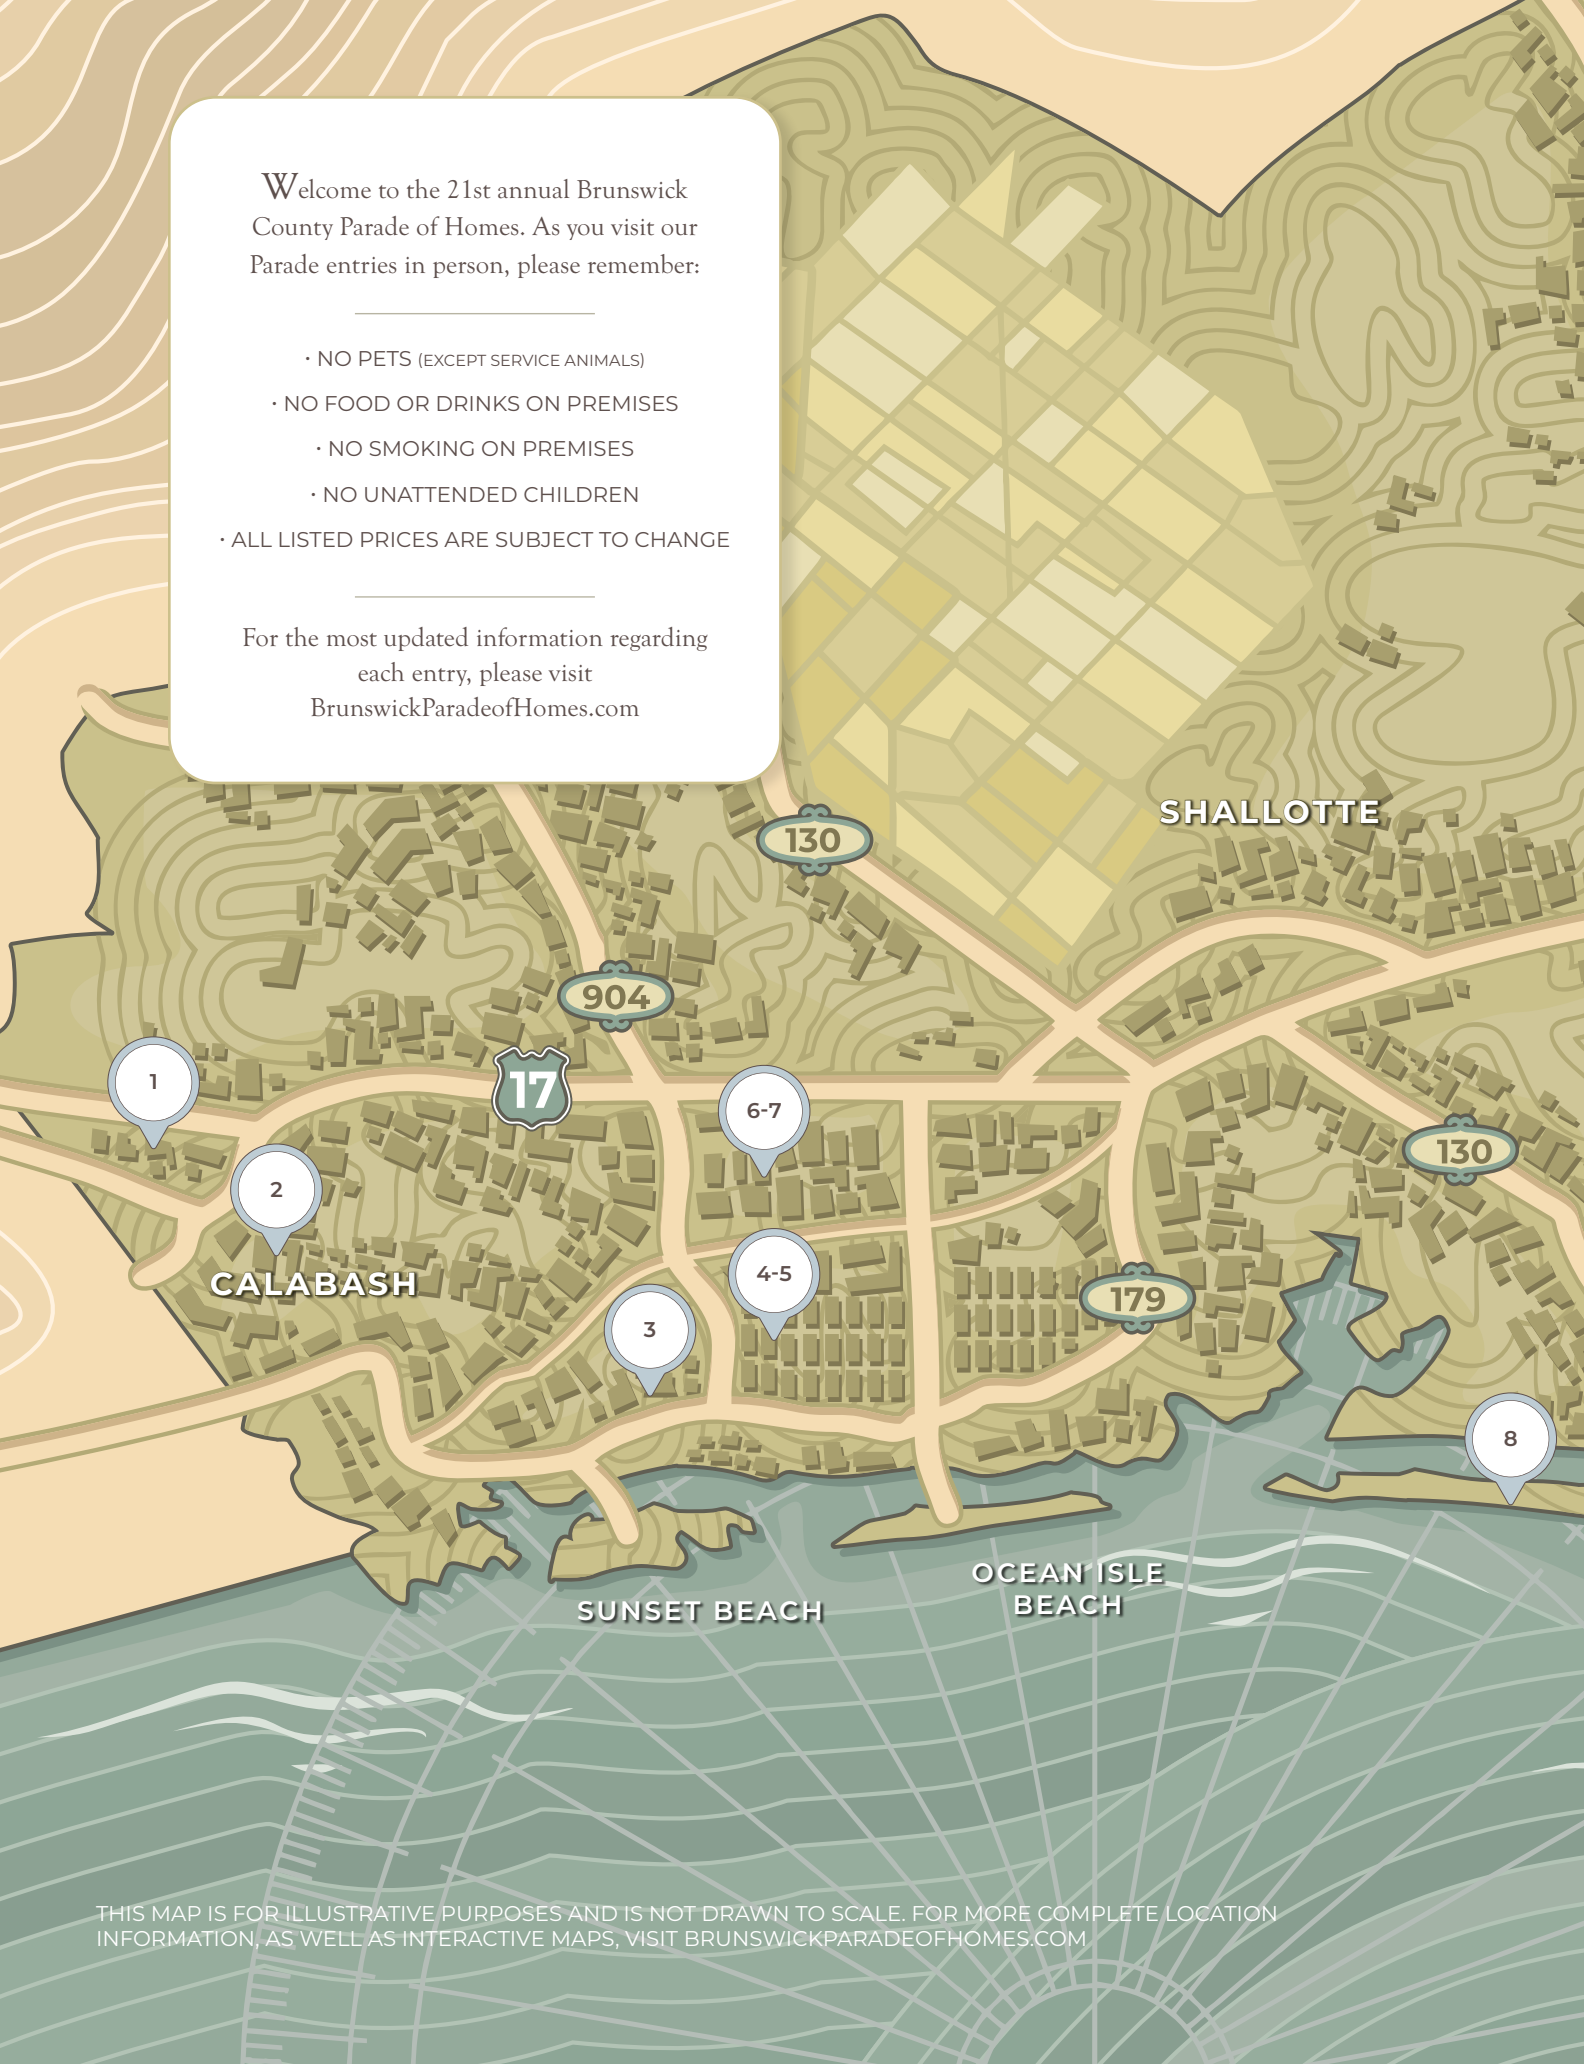 Welcome to the 21st annual Brunswick
County Parade of Homes. As you visit our
Parade entries in person, please remember:
· NO PETS (EXCEPT SERVICE ANIMALS)
· NO FOOD OR DRINKS ON PREMISES
· NO SMOKING ON PREMISES
· NO UNATTENDED CHILDREN
· ALL LISTED PRICES ARE SUBJECT TO CHANGE
For the most updated information regarding
each entry, please visit
BrunswickParadeofHomes.com
SHALLOTTE
130
904
1
17
6-7
130
2
4-5
CALABASH
179
3
8
OCEAN ISLE
BEACH
SUNSET BEACH
THIS MAP IS FOR ILLUSTRATIVE PURPOSES AND IS NOT DRAWN TO SCALE. FOR MORE COMPLETE LOCATION
INFORMATION, AS WELL AS INTERACTIVE MAPS, VISIT BRUNSWICKPARADEOFHOMES.COM